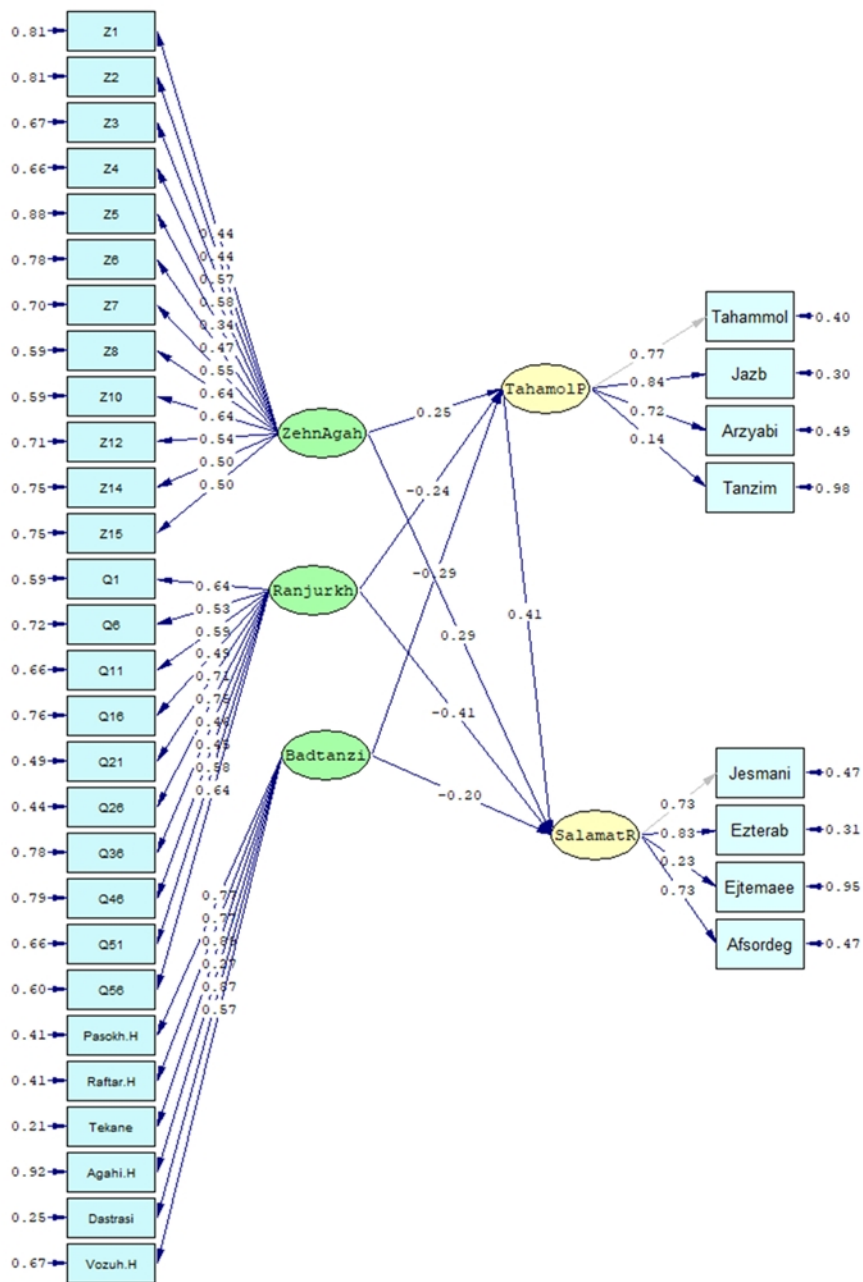 0.81 Z1
0.81 Z2
0.67 Z3
0.66 Z4
0.88 Z5
0.78 Z6
0.70 Z7
0.59 Z8
0.59 Z10
0.71 Z12
0.75 Z14
0.75 Z15
0.59 Q1
0.72 Q6
0.66 Q11
0.76 Q16
0.49 Q21
0.44 Q26
0.78 Q36
0.79 Q46
0.66 Q51
0.60 Q56
0.41 Pasokh.H
0.41 Raftar.H
0.21 Tekane
0.92 Agahi.H
0.25 Dastrasi
0.67 Vozuh.H
0.44
0.44
0.57
0.58
0.34
0.47
0.55
0.64
0.64
0.54
0.50
0.50
0.64
0.53
0.59
0.49
0.71
0.58
0.64
0.77
0.77
0.27
0.87
0.57
ZehnAgah
Ranjurkh
Badtanzi
0.25
-0.24
-0.29
0.29
-0.41
-0.20
0.41
TahamolP
SalamatR
0.77
0.84
0.72
0.14
Tahammol 0.40
Jazb 0.30
Arzyabi 0.49
Tanzim 0.98
0.73
0.83
0.23
0.73
Jesmani 0.47
Ezterab 0.31
Ejtemaee 0.95
Afsordeg 0.47